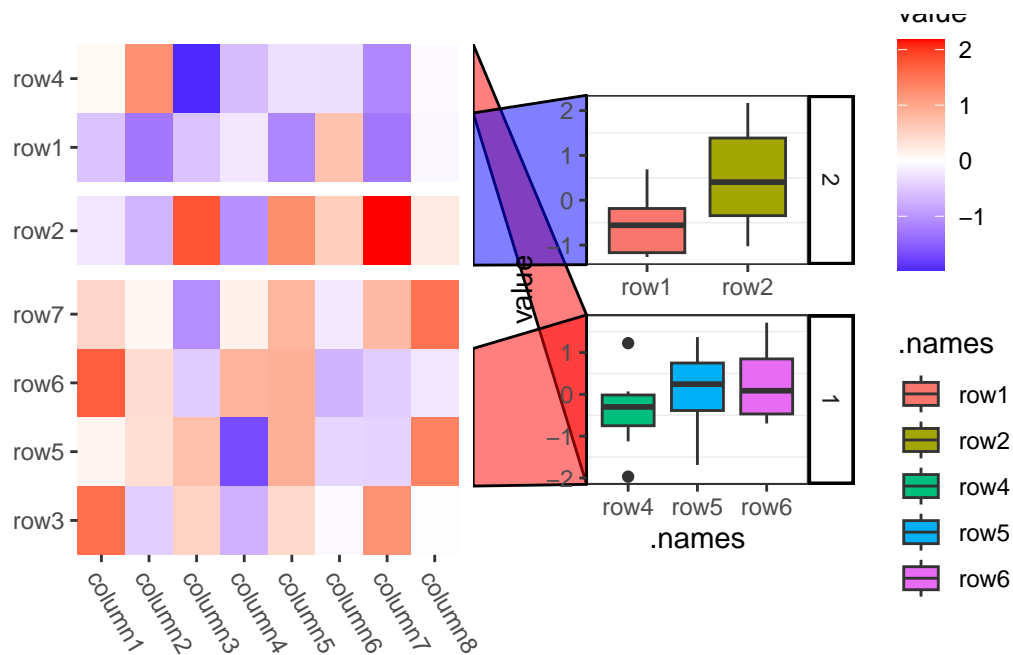 value
row4
row1
row2
row7
row6
row5
row3
column1
column2
column3
column4
column5
column6
column7
column8
value
2
1
0
−1
row1
row2
2
1
0
−1
−2
row4
row5
row6
1
.names
2
1
0
−1
.names
row1
row2
row4
row5
row6